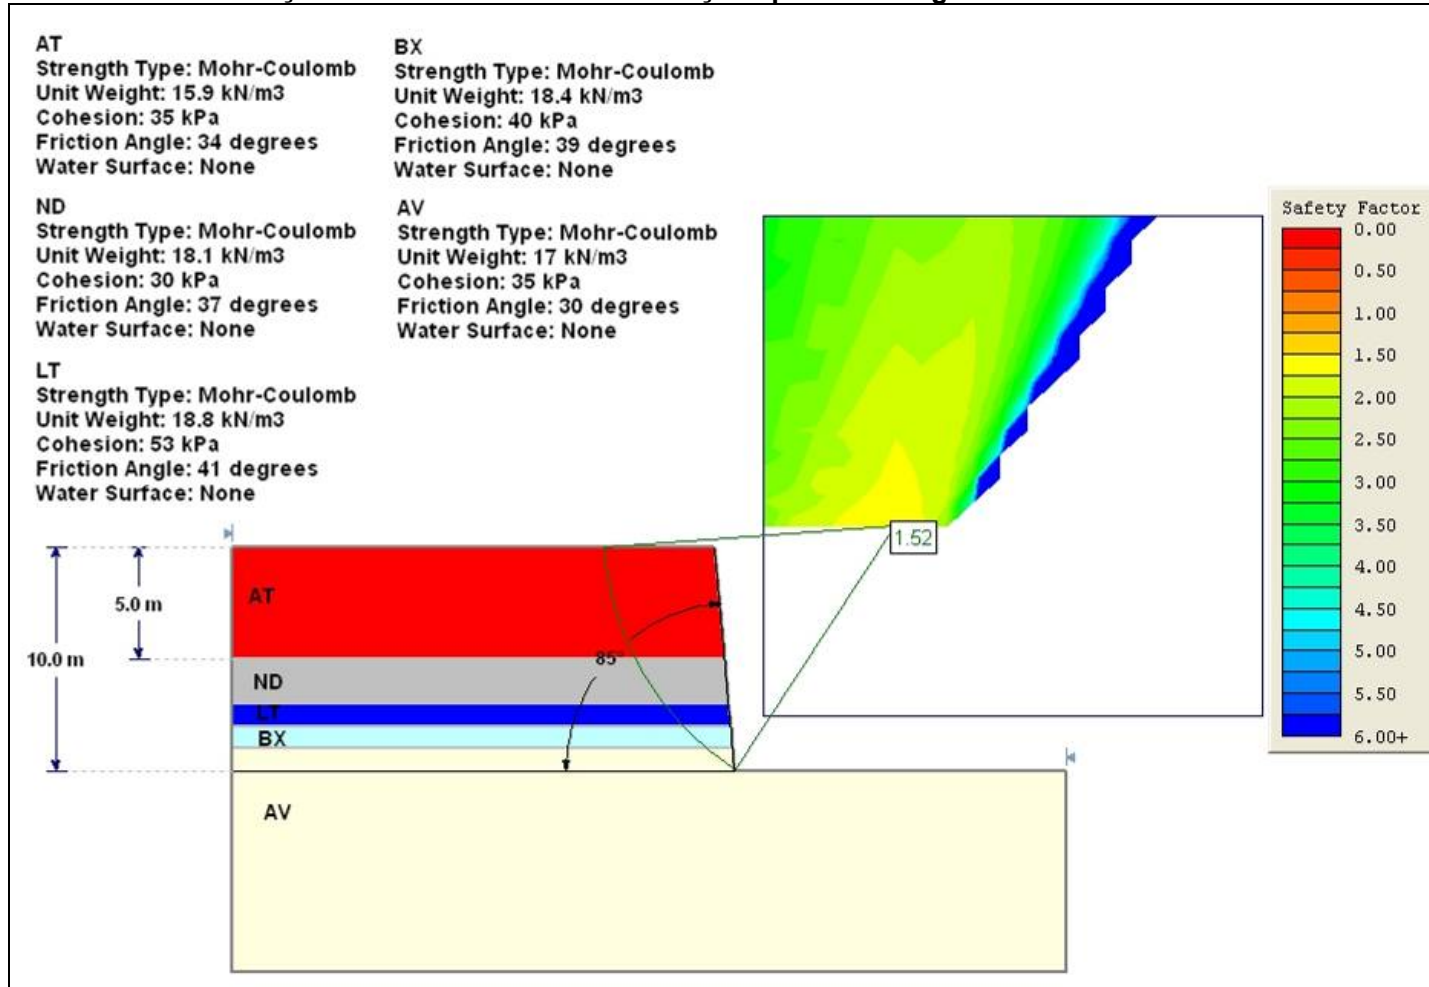 AT
Strength Type: Mohr-Coulomb
Unit Weight: 15.9 kN/m3
Cohesion: 35 kPa
Friction Angle: 34 degrees
Water Surface: None
BX
Strength Type: Mohr-Coulomb
Unit Weight: 18.4 kN/m3
Cohesion: 40 kPa
Friction Angle: 39 degrees
Water Surface: None
ND
Strength Type: Mohr-Coulomb
Unit Weight: 18.1 kN/m3
Cohesion: 30 kPa
Friction Angle: 37 degrees
Water Surface: None
AV
Strength Type: Mohr-Coulomb
Unit Weight: 17 kN/m3
Cohesion: 35 kPa
Friction Angle: 30 degrees
Water Surface: None
LT
Strength Type: Mohr-Coulomb
Unit Weight: 18.8 kN/m3
Cohesion: 53 kPa
Friction Angle: 41 degrees
Water Surface: None
Safety Factor
0.00
0.50
1.00
1.50
2.00
2.50
3.00
3.50
4.00
4.50
5.00
5.50
6.00+
1.52
AT
5.0 m
10.0 m
85°
ND
LT
BX
AV